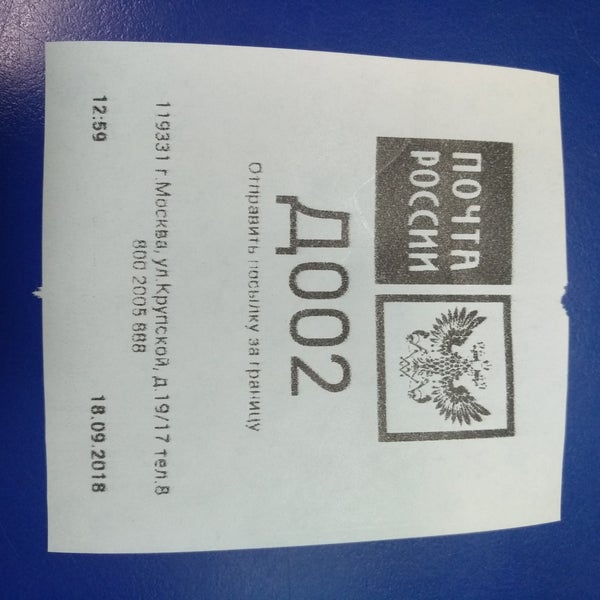 ПОЧТА
РОССИИ
Д002
Отправить посылку за границу
119331 г.Москва, ул.Крупской, д.19/17 тел.8
800 2005 888
12:59 18.09.2018